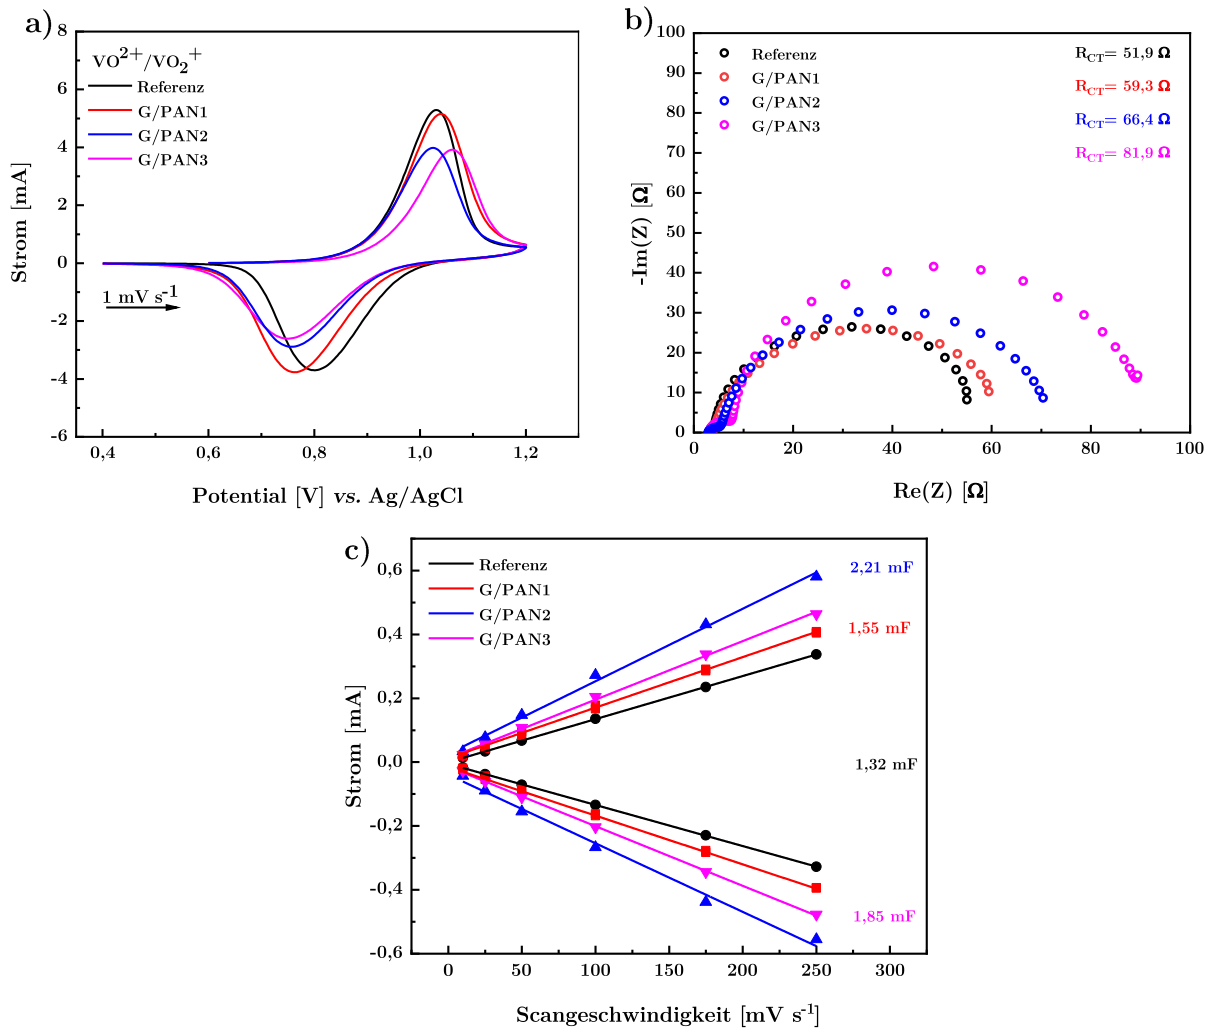 a)
VO2+/VO2+
Referenz
G/PAN1
G/PAN2
G/PAN3
1 mV s-1
8
6
4
2
0
-2
-4
-6
0,4
0,6
0,8
1,0
1,2
Strom [mA]
Potential [V] vs. Ag/AgCl
b)
Referenz
G/PAN1
G/PAN2
G/PAN3
RCT= 51,9 Ω
RCT= 59,3 Ω
RCT= 66,4 Ω
RCT= 81,9 Ω
100
90
80
70
60
50
40
30
20
10
0
0
20
40
60
80
100
-Im(Z) [Ω]
Re(Z) [Ω]
c)
Referenz
G/PAN1
G/PAN2
G/PAN3
2,21 mF
1,55 mF
1,32 mF
1,85 mF
0,6
0,4
0,2
0,0
-0,2
-0,4
-0,6
0
50
100
150
200
250
300
Strom [mA]
Scangeschwindigkeit [mV s-1]